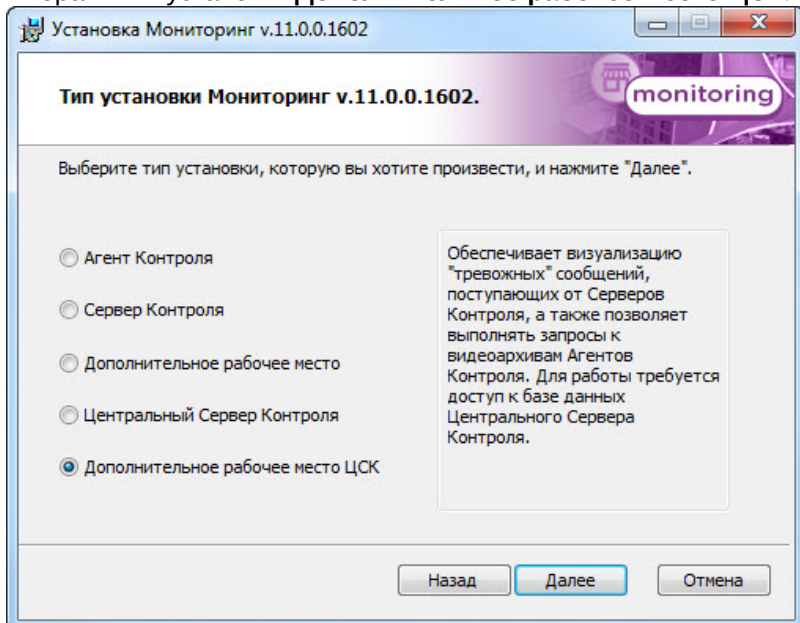 Установка Мониторинг v.11.0.0.1602
Тип установки Мониторинг v.11.0.0.1602.
monitoring
Выберите тип установки, которую вы хотите произвести, и нажмите "Далее".
Агент Контроля
Сервер Контроля
Дополнительное рабочее место
Центральный Сервер Контроля
Дополнительное рабочее место ЦСК
Обеспечивает визуализацию
"тревожных" сообщений,
поступающих от Серверов
Контроля, а также позволяет
выполнять запросы к
видеоархивам Агентов
Контроля. Для работы требуется
доступ к базе данных
Центрального Сервера
Контроля.
Назад
Далее
Отмена